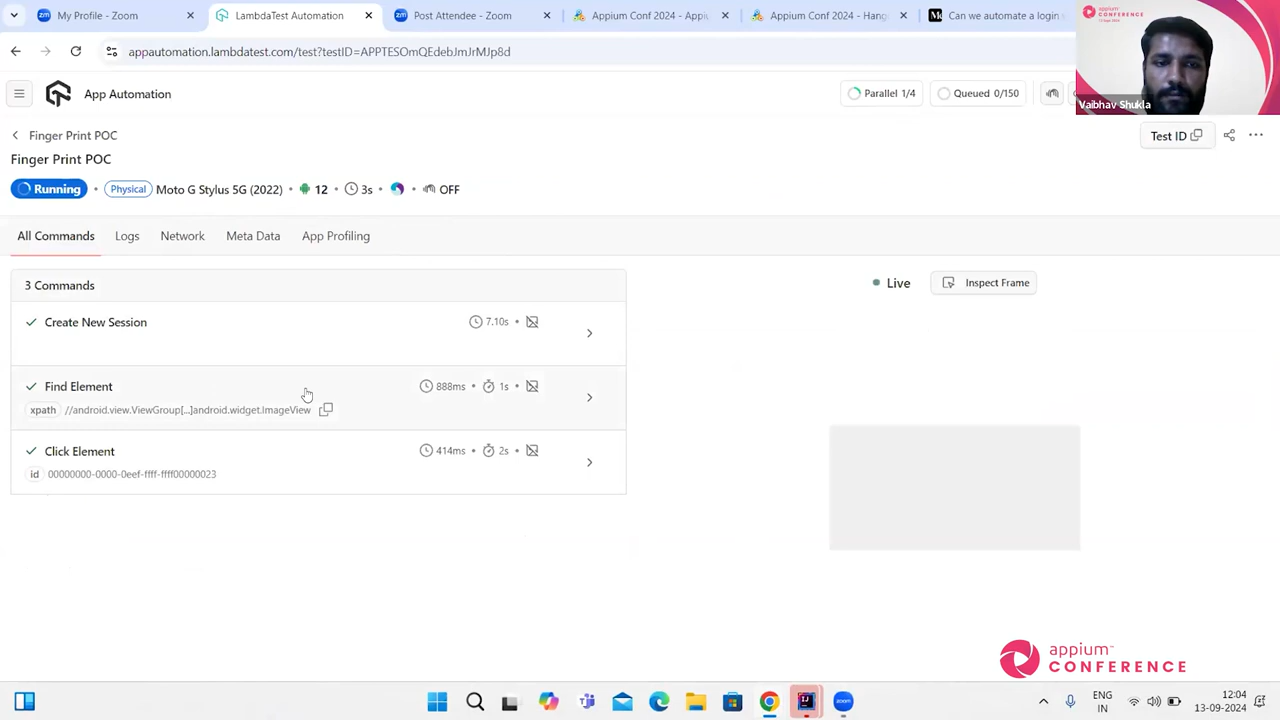 My Profile - Zoom
LambdaTest Automation
Post Attendee - Zoom
Appium Conf 2024 - Appi
Appium Conf 2024 - Hang
Can we automate a login
appautomation.lambdatest.com/test?testID=APPTESOmQEdebJmJrMJp8d
appium
CONFERENCE
Vaibhav Shukla
App Automation
Parallel 1/4
Queued 0/150
Finger Print POC
Finger Print POC
Test ID
Running
Physical
Moto G Stylus 5G (2022)
12
3s
OFF
All Commands
Logs
Network
Meta Data
App Profiling
3 Commands
Live
Inspect Frame
Create New Session
7.10s
Find Element
888ms
1s
xpath //android.view.ViewGroup[...]android.widget.ImageView
Click Element
414ms
2s
id 00000000-0000-0eef-ffff-ffff00000023
appium™
CONFERENCE
zoom
ENG
IN
12:04
13-09-2024